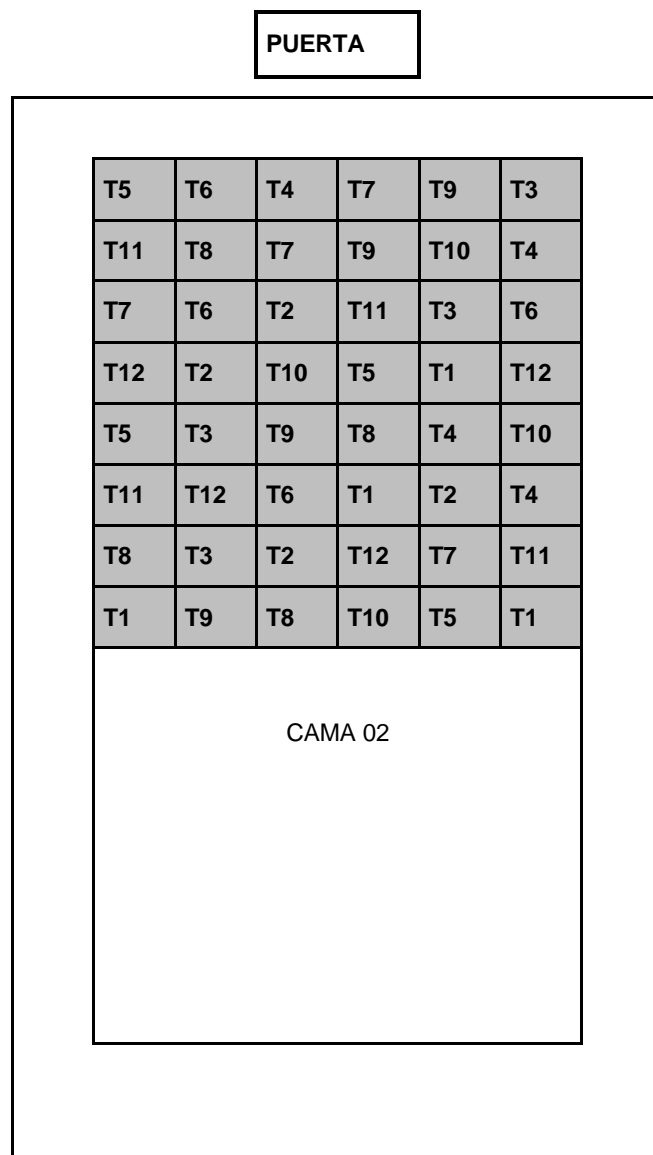 PUERTA
T5 T6 T4 T7 T9 T3
T11 T8 T7 T9 T10 T4
T7 T6 T2 T11 T3 T6
T12 T2 T10 T5 T1 T12
T5 T3 T9 T8 T4 T10
T11 T12 T6 T1 T2 T4
T8 T3 T2 T12 T7 T11
T1 T9 T8 T10 T5 T1
CAMA 02